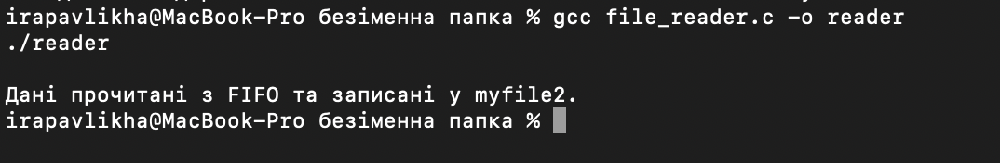 irapavlikha@MacBook-Pro безіменна папка % gcc file_reader.c -o reader
./reader
Дані прочитані з FIFO та записані у myfile2.
irapavlikha@MacBook-Pro безіменна папка %